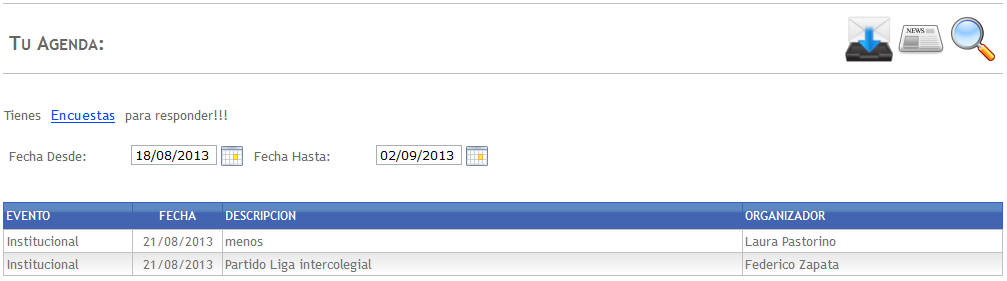 TU AGENDA:
NEWS
Tienes Encuestas para responder!!!
Fecha Desde: 18/08/2013 Fecha Hasta: 02/09/2013
EVENTO FECHA DESCRIPCION ORGANIZADOR
Institucional 21/08/2013 menos Laura Pastorino
Institucional 21/08/2013 Partido Liga intercolegial Federico Zapata